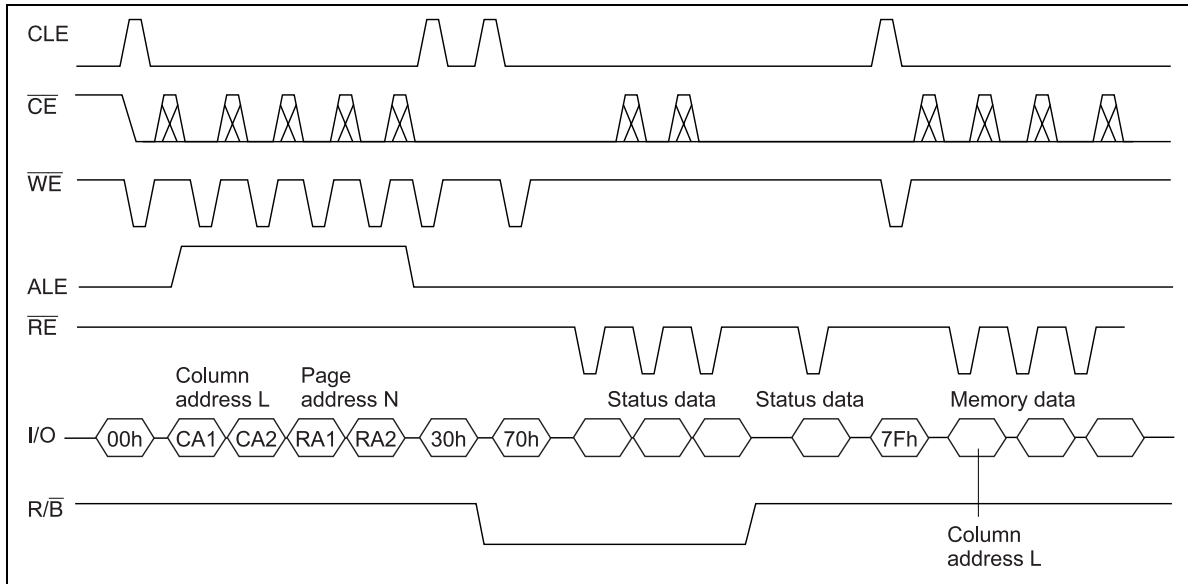 CLE
CE
WE
ALE
RE
Column address L
Page address N
Status data
Status data
Memory data
I/O
00h CA1 CA2 RA1 RA2 30h 70h 7Fh
R/B
Column address L